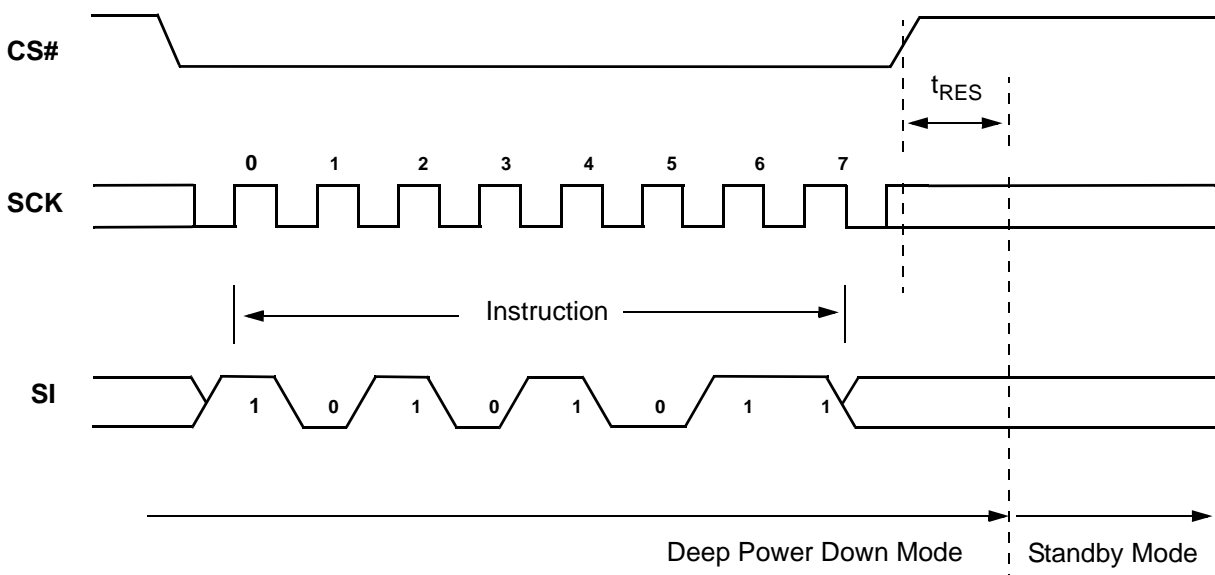 CS#
tRES
0 1 2 3 4 5 6 7
SCK
Instruction
SI
1 0 1 0 1 0 1 1
Deep Power Down Mode
Standby Mode